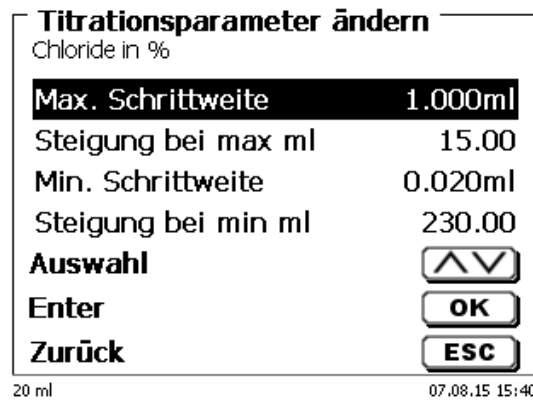 Titrationsparameter ändern
Chloride in %
Max. Schrittweite 1.000ml
Steigung bei max ml 15.00
Min. Schrittweite 0.020ml
Steigung bei min ml 230.00
Auswahl
Enter OK
Zurück ESC
20 ml 07.08.15 15:40